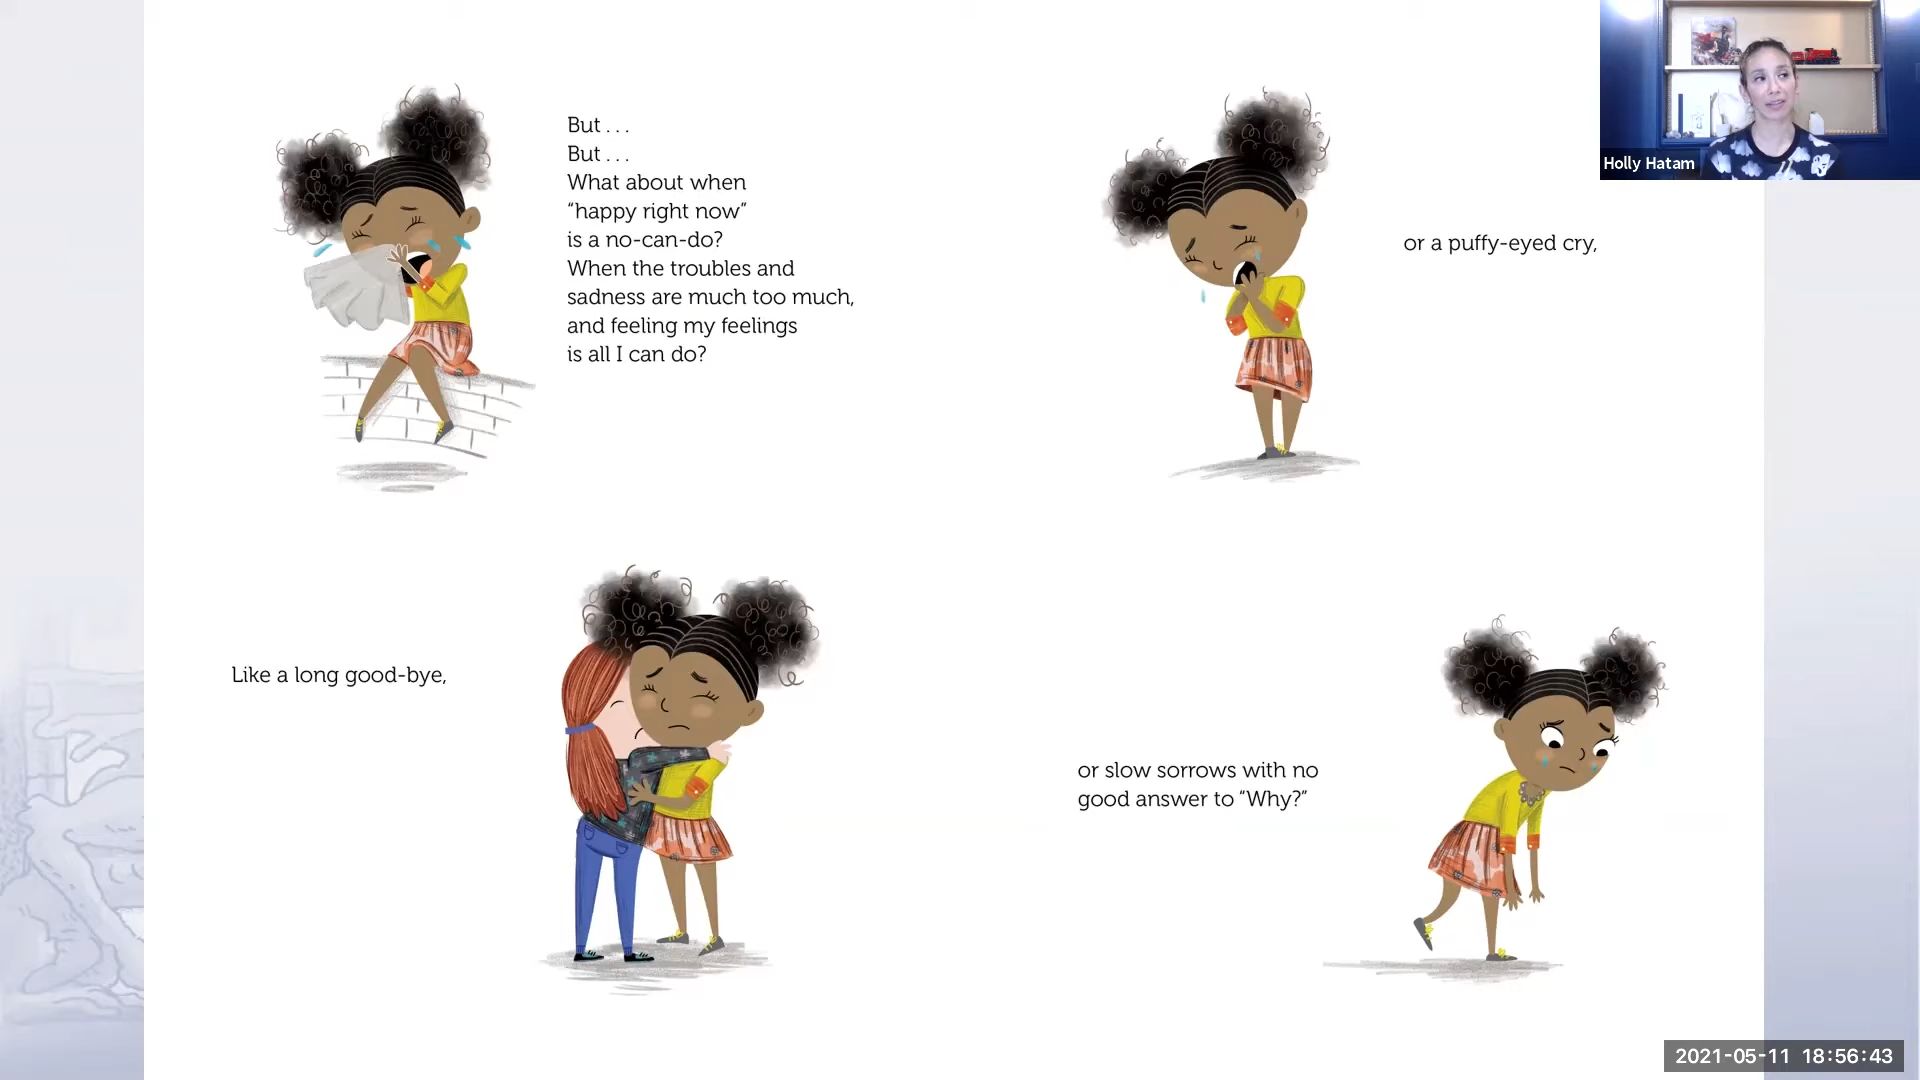 But . . .
But . . .
What about when
“happy right now”
is a no-can-do?
When the troubles and
sadness are much too much,
and feeling my feelings
is all I can do?
Like a long good-bye,
or a puffy-eyed cry,
or slow sorrows with no
good answer to “Why?”
Holly Hatam
2021-05-11 18:56:43